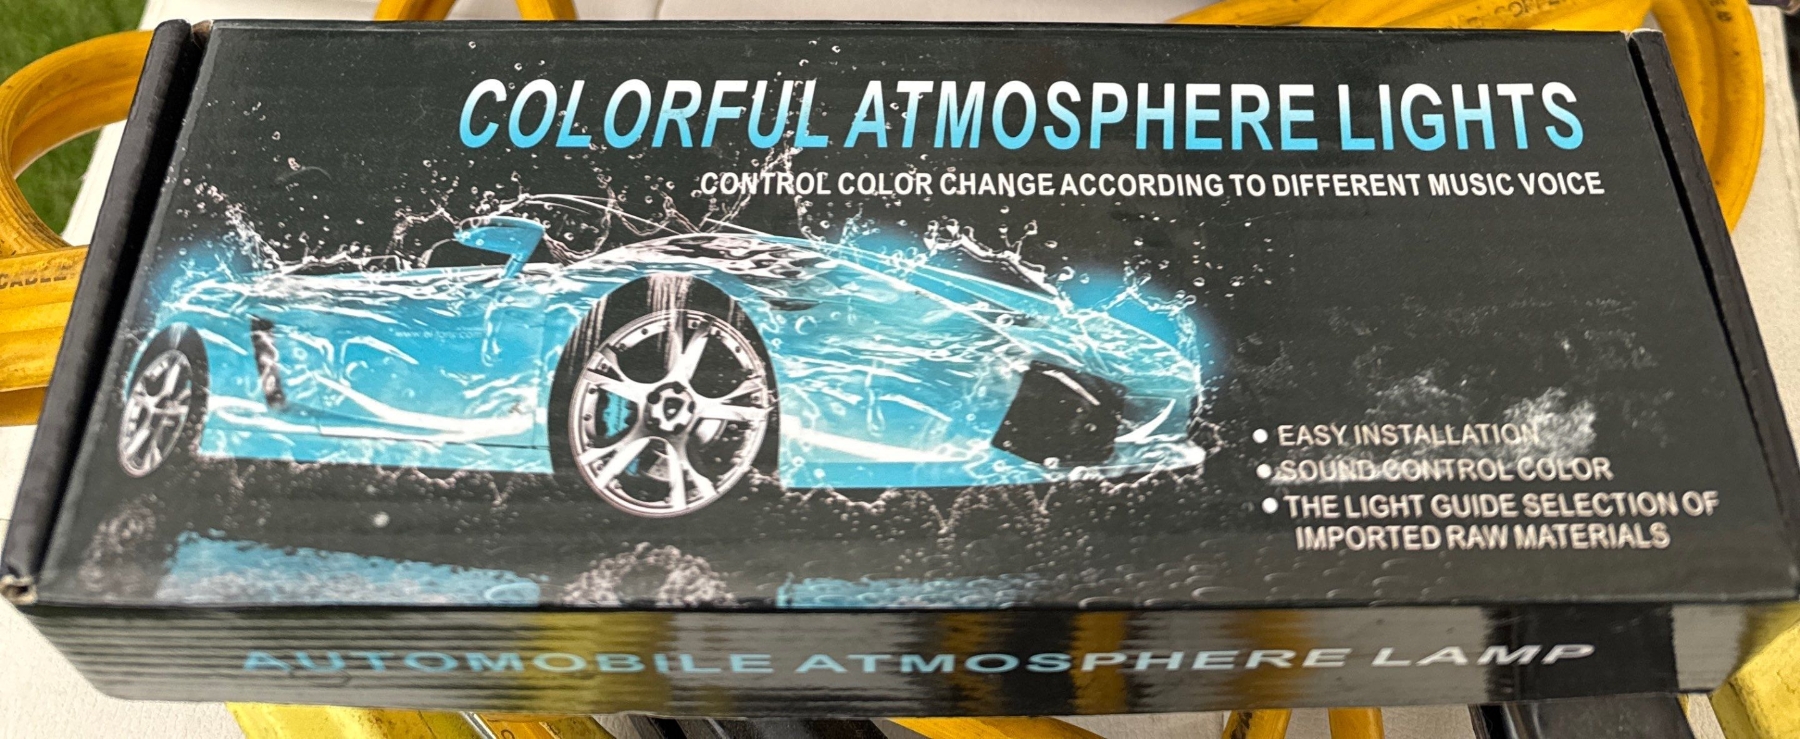 COLORFUL ATMOSPHERE LIGHTS
CONTROL COLOR CHANGE ACCORDING TO DIFFERENT MUSIC VOICE
• EASY INSTALLATION
• SOUND CONTROL COLOR
• THE LIGHT GUIDE SELECTION OF
IMPORTED RAW MATERIALS
AUTOMOBILE ATMOSPHERE LAMP